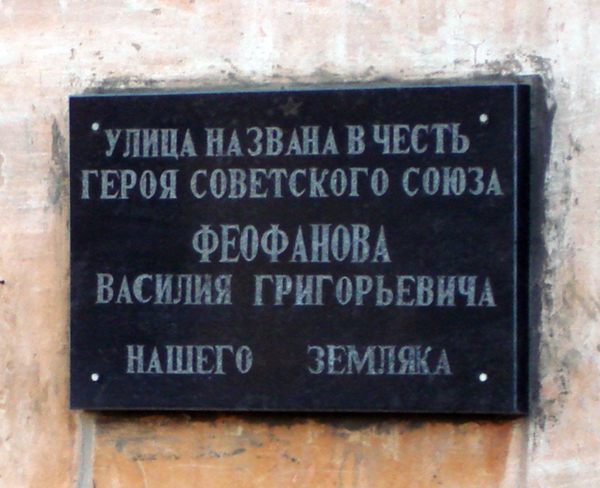 УЛИЦА НАЗВАНА В ЧЕСТЬ
ГЕРОЯ СОВЕТСКОГО СОЮЗА
ФЕОФАНОВА
ВАСИЛИЯ ГРИГОРЬЕВИЧА
НАШЕГО ЗЕМЛЯКА